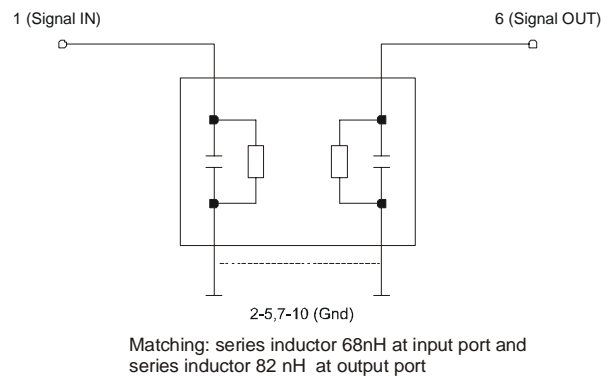 1 (Signal IN)
6 (Signal OUT)
2-5,7-10 (Gnd)
Matching: series inductor 68nH at input port and
series inductor 82 nH at output port